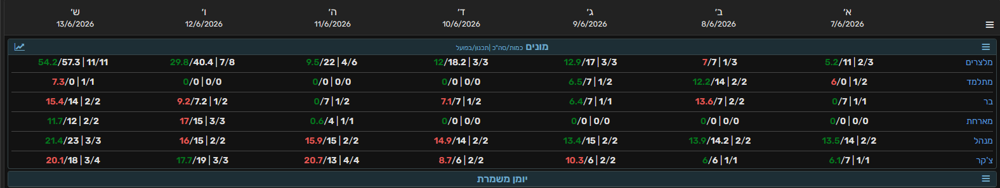 א' ב' ג' ד' ה' ו' ש'
7/6/2026 8/6/2026 9/6/2026 10/6/2026 11/6/2026 12/6/2026 13/6/2026
מונים כמות/סה"כ | תכנון/בפועל
מלצרים 5.2/11 | 2/3 7/7 | 1/3 12.9/17 | 3/3 12/18.2 | 3/3 9.5/22 | 4/6 29.8/40.4 | 7/8 54.2/57.3 | 11/11
מתלמד 6/0 | 1/2 12.2/14 | 2/2 6.5/7 | 1/2 0/0 | 0/0 0/0 | 0/0 0/0 | 0/0 7.3/0 | 1/1
בר 0/7 | 1/1 13.6/7 | 2/2 6.4/7 | 1/1 7.1/7 | 1/2 0/7 | 1/2 9.2/7.2 | 1/2 15.4/14 | 2/2
מארחת 0/0 | 0/0 0/0 | 0/0 0/0 | 0/0 0/0 | 0/0 0.6/4 | 1/1 17/15 | 3/3 11.7/12 | 2/2
מנהל 13.5/14 | 2/2 13.9/14.2 | 2/2 13.4/15 | 2/2 14.9/14 | 2/2 15.9/15 | 2/2 16/15 | 2/2 21.4/23 | 3/3
צ'קר 6.1/7 | 1/1 6/6 | 1/1 10.3/6 | 2/2 8.7/6 | 2/2 20.7/13 | 4/4 17.7/19 | 3/3 20.1/18 | 3/4
יומן משמרת